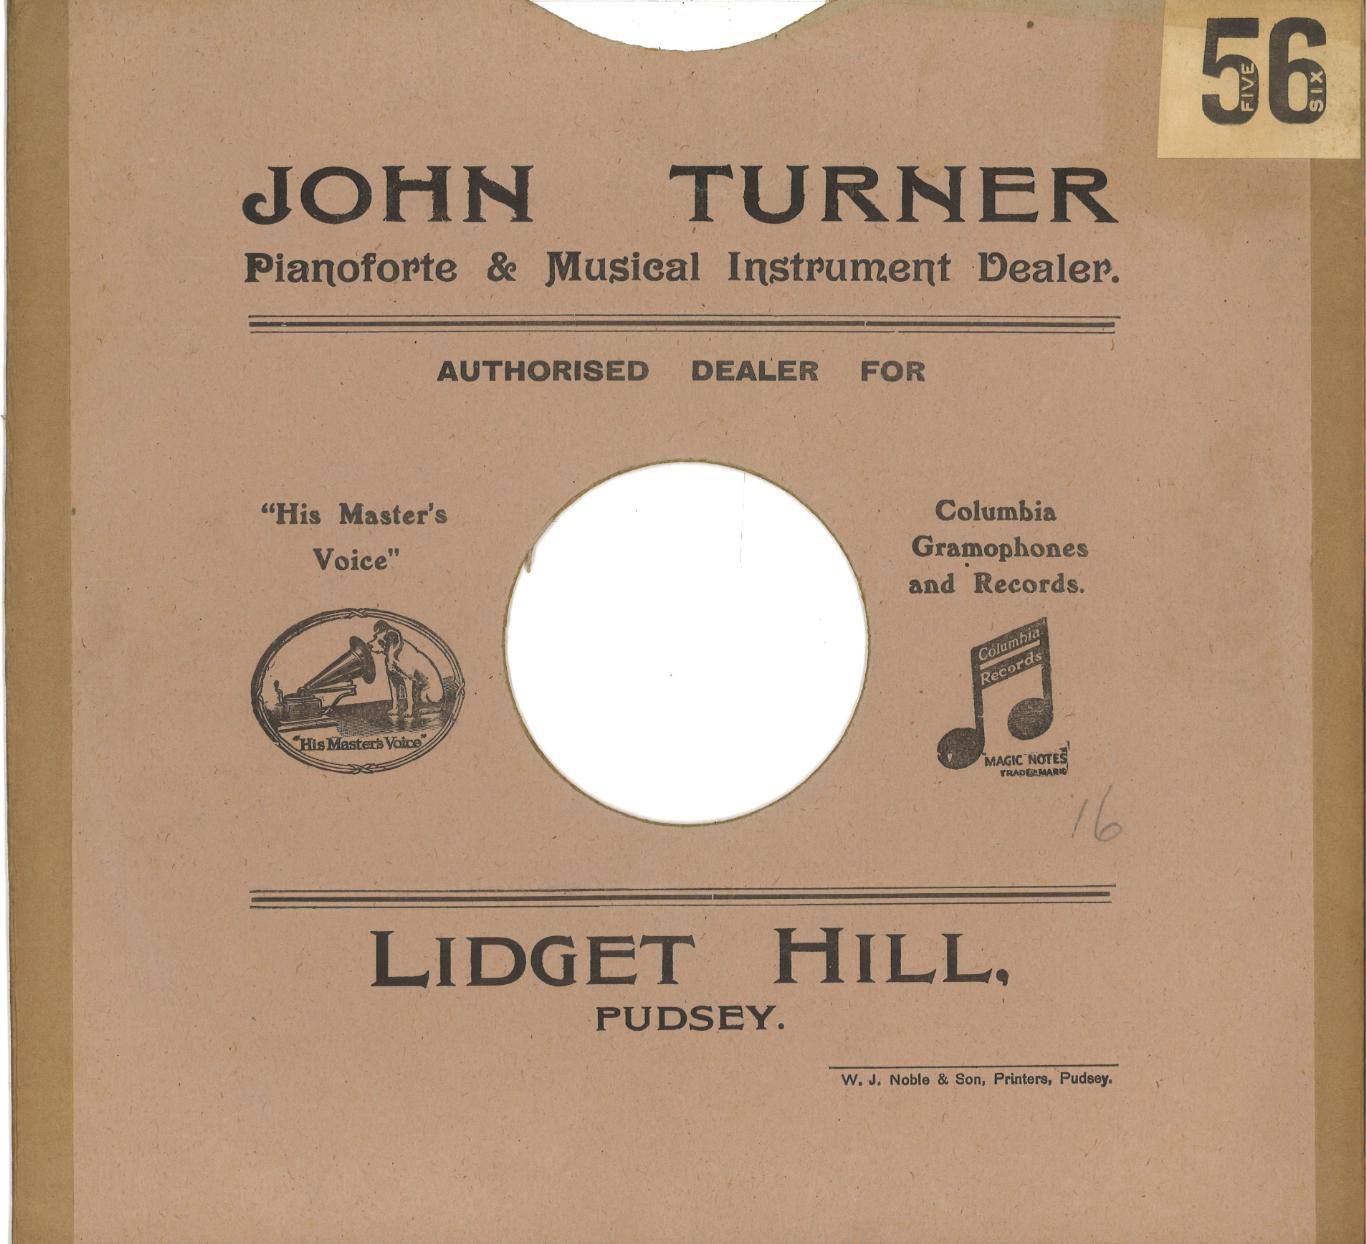 56
FIVE
SIX
JOHN TURNER
Pianoforte & Musical Instrument Dealer.
AUTHORISED DEALER FOR
"His Master's
Voice"
"His Master's Voice"
Columbia
Gramophones
and Records.
Columbia
Records
"MAGIC NOTES"
TRADE MARK
16
LIDGET HILL,
PUDSEY.
W. J. Noble & Son, Printers, Pudsey.